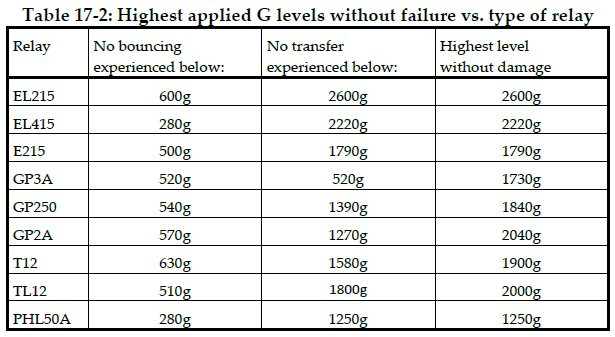 Table 17-2: Highest applied G levels without failure vs. type of relay
Relay No bouncing No transfer Highest level
experienced below: experienced below: without damage
EL215 600g 2600g 2600g
EL415 280g 2220g 2220g
E215 500g 1790g 1790g
GP3A 520g 520g 1730g
GP250 540g 1390g 1840g
GP2A 570g 1270g 2040g
T12 630g 1580g 1900g
TL12 510g 1800g 2000g
PHL50A 280g 1250g 1250g